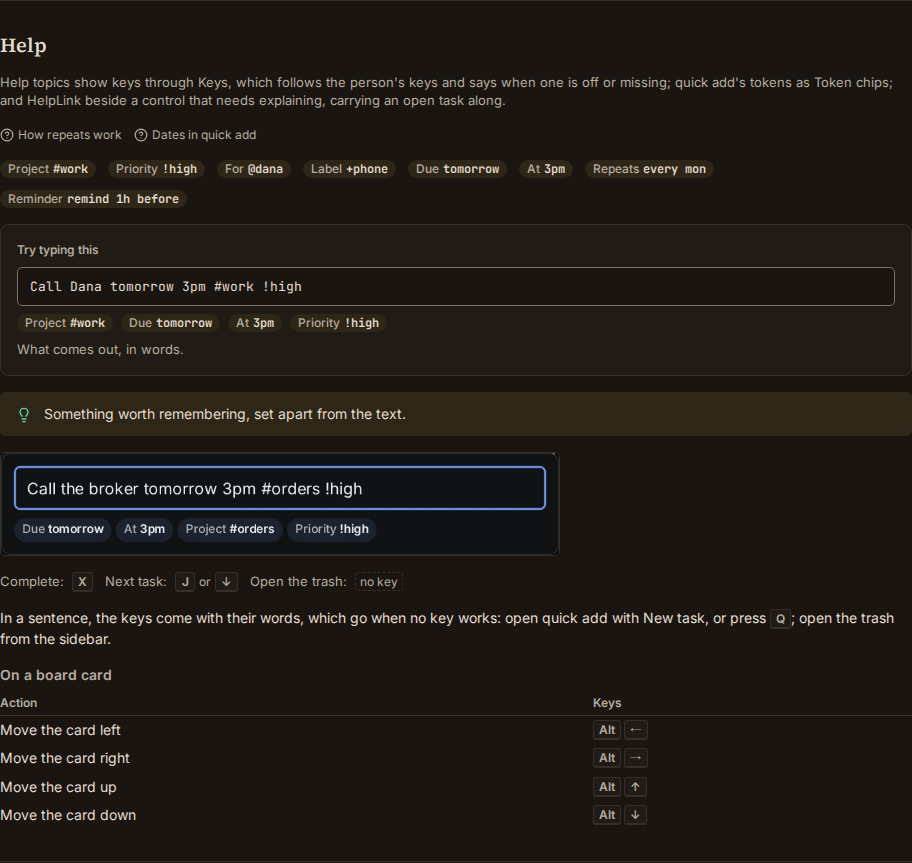 Help
Help topics show keys through Keys, which follows the person's keys and says when one is off or missing; quick add's tokens as Token chips;
and HelpLink beside a control that needs explaining, carrying an open task along.
How repeats work Dates in quick add
Project #work Priority !high For @dana Label +phone Due tomorrow At 3pm Repeats every mon
Reminder remind 1h before
Try typing this
Call Dana tomorrow 3pm #work !high
Project #work Due tomorrow At 3pm Priority !high
What comes out, in words.
Something worth remembering, set apart from the text.
Call the broker tomorrow 3pm #orders !high
Due tomorrow At 3pm Project #orders Priority !high
Complete: X Next task: J or ↓ Open the trash: no key
In a sentence, the keys come with their words, which go when no key works: open quick add with New task, or press Q; open the trash
from the sidebar.
On a board card
Action Keys
Move the card left Alt ←
Move the card right Alt →
Move the card up Alt ↑
Move the card down Alt ↓